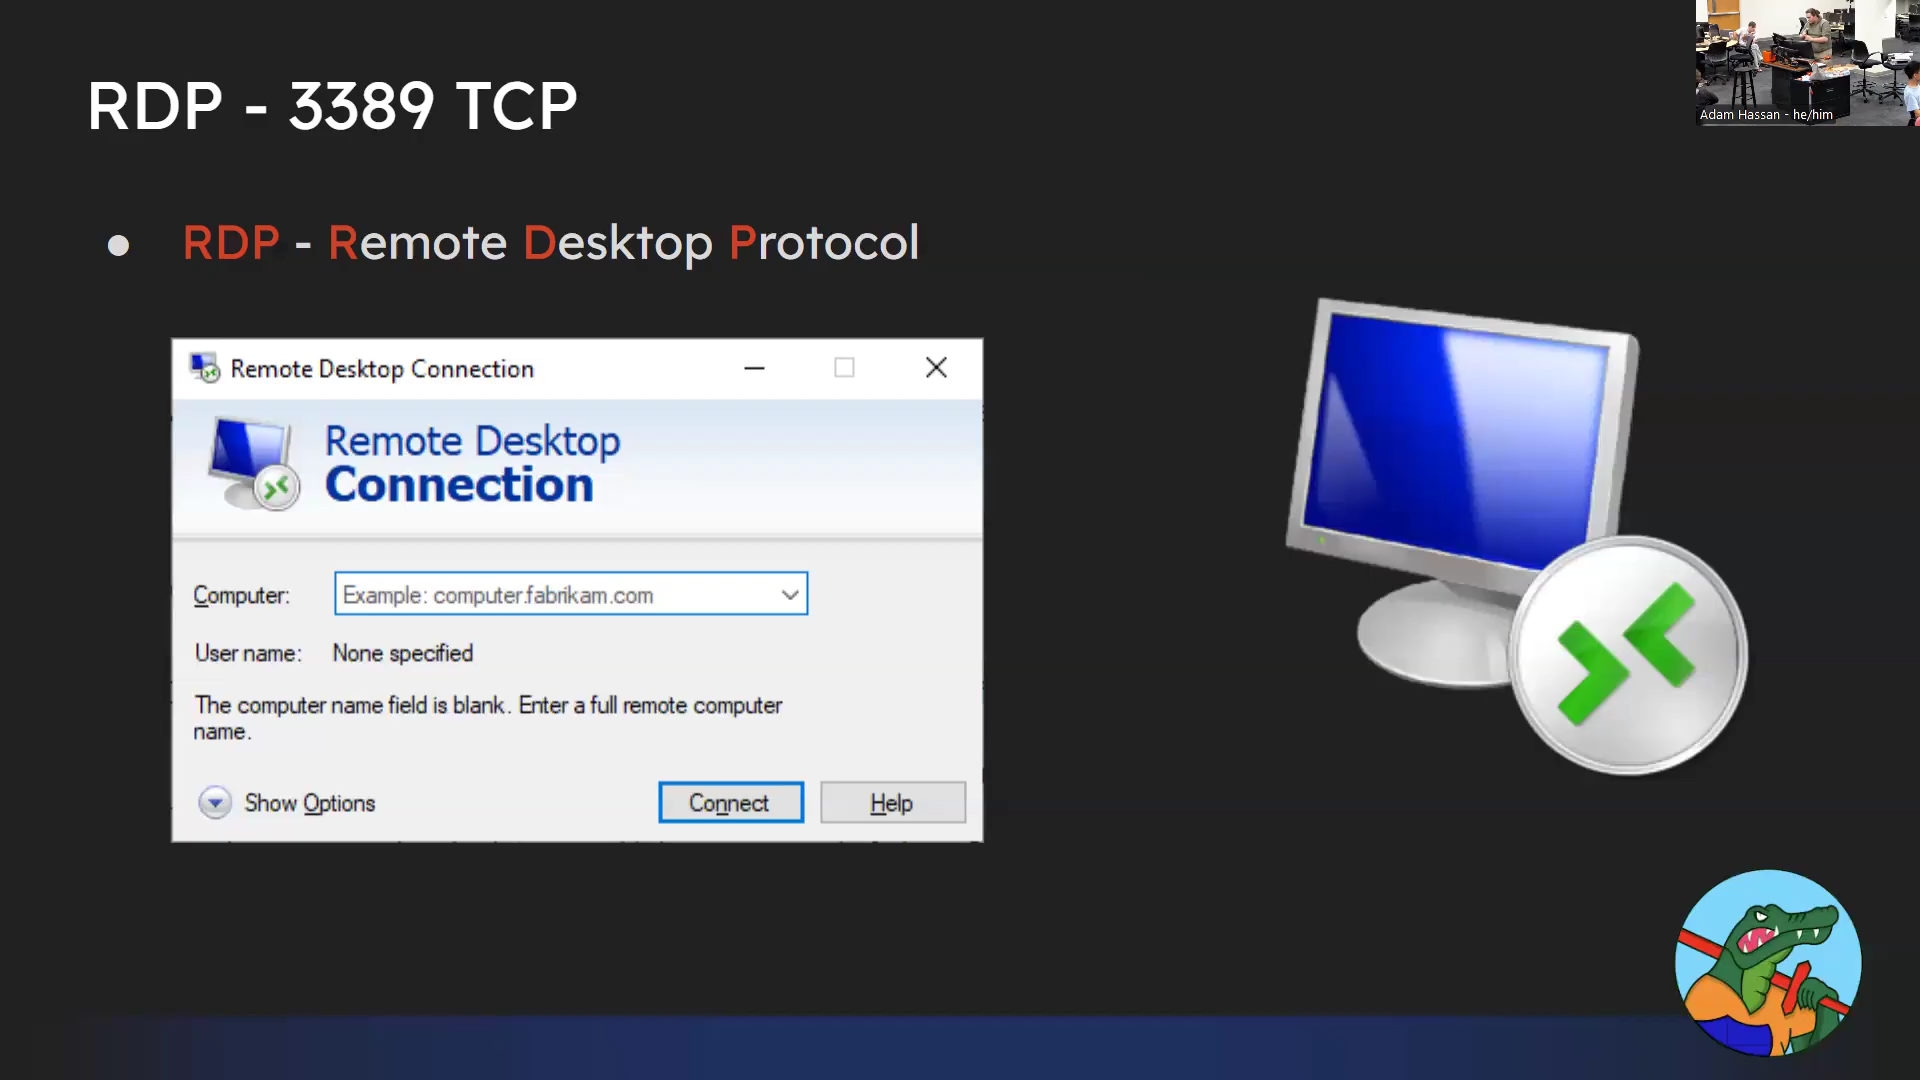 RDP - 3389 TCP
Adam Hassan - he/him
● RDP - Remote Desktop Protocol
Remote Desktop Connection
Remote Desktop
Connection
Computer: Example: computer.fabrikam.com
User name: None specified
The computer name field is blank. Enter a full remote computer
name.
Show Options Connect Help